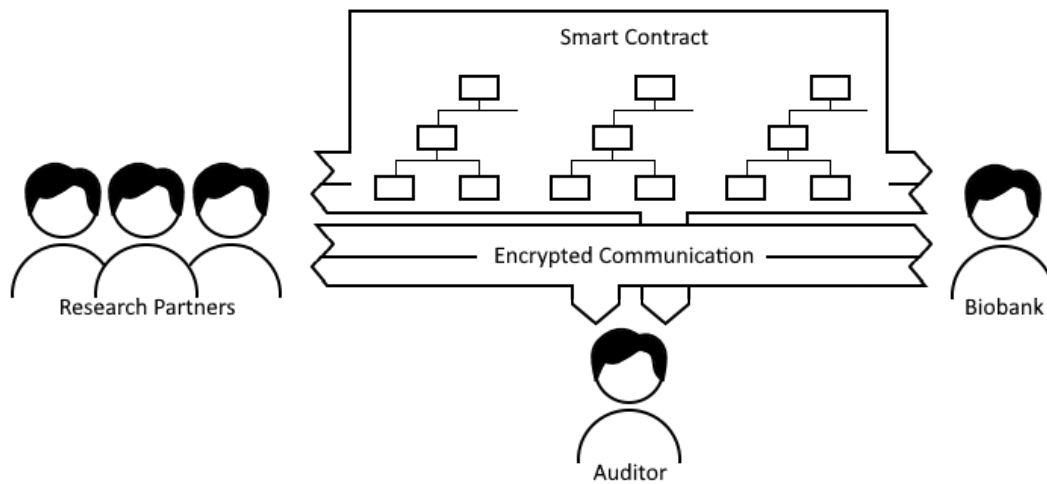 Smart Contract
Encrypted Communication
Research Partners
Biobank
Auditor